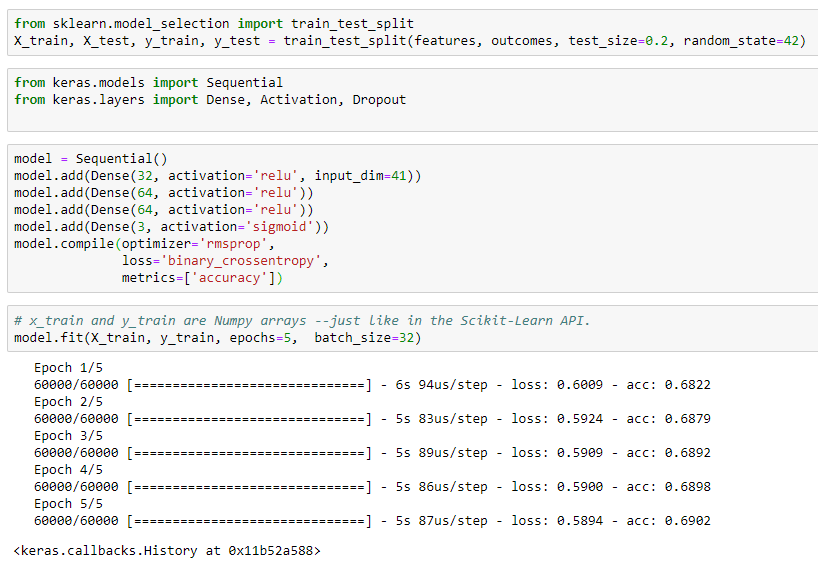 from sklearn.model_selection import train_test_split
X_train, X_test, y_train, y_test = train_test_split(features, outcomes, test_size=0.2, random_state=42)
from keras.models import Sequential
from keras.layers import Dense, Activation, Dropout
model = Sequential()
model.add(Dense(32, activation='relu', input_dim=41))
model.add(Dense(64, activation='relu'))
model.add(Dense(64, activation='relu'))
model.add(Dense(3, activation='sigmoid'))
model.compile(optimizer='rmsprop',
              loss='binary_crossentropy',
              metrics=['accuracy'])
# x_train and y_train are Numpy arrays --just like in the Scikit-Learn API.
model.fit(X_train, y_train, epochs=5,  batch_size=32)
Epoch 1/5
60000/60000 [==============================] - 6s 94us/step - loss: 0.6009 - acc: 0.6822
Epoch 2/5
60000/60000 [==============================] - 5s 83us/step - loss: 0.5924 - acc: 0.6879
Epoch 3/5
60000/60000 [==============================] - 5s 89us/step - loss: 0.5909 - acc: 0.6892
Epoch 4/5
60000/60000 [==============================] - 5s 86us/step - loss: 0.5900 - acc: 0.6898
Epoch 5/5
60000/60000 [==============================] - 5s 87us/step - loss: 0.5894 - acc: 0.6902
<keras.callbacks.History at 0x11b52a588>